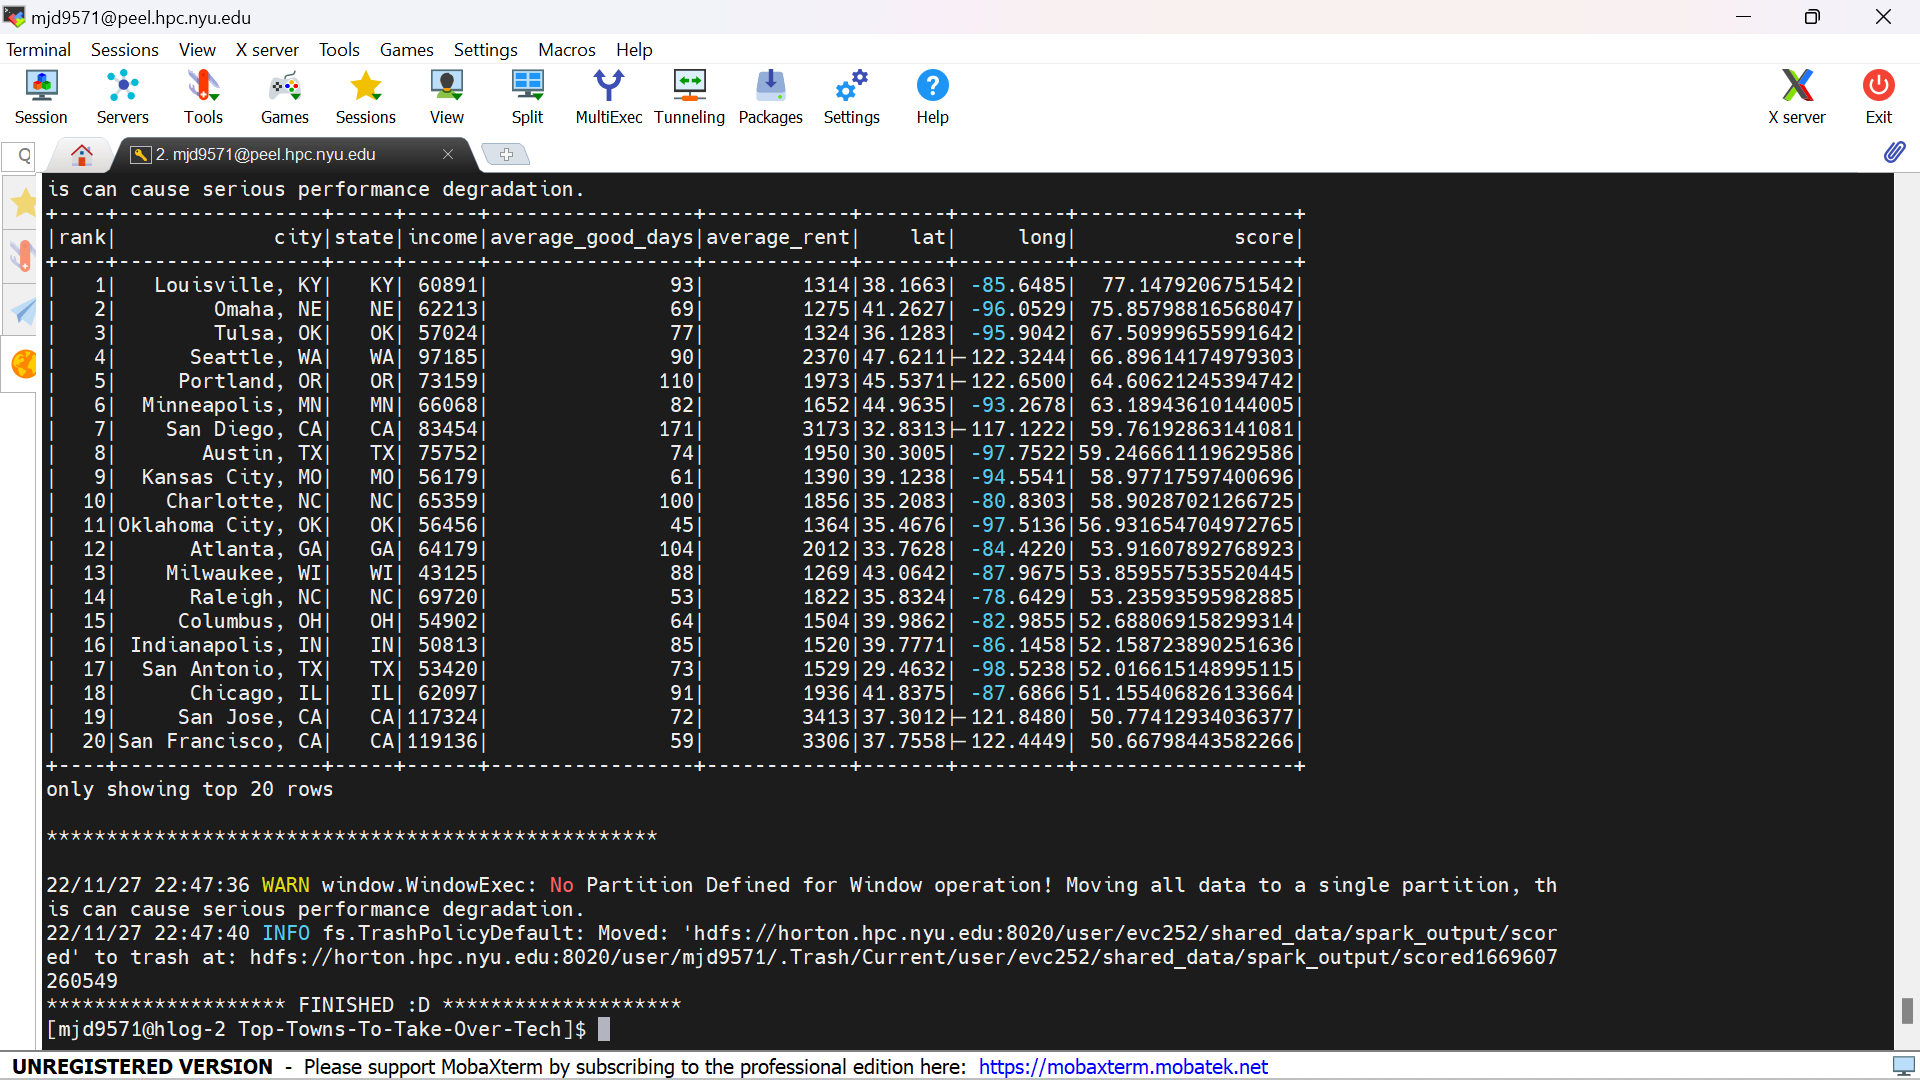 mjd9571@peel.hpc.nyu.edu
Terminal Sessions View X server Tools Games Settings Macros Help
Session Servers Tools Games Sessions View Split MultiExec Tunneling Packages Settings Help X server Exit
2. mjd9571@peel.hpc.nyu.edu
is can cause serious performance degradation.
+----+-----------------+-----+------+-----------------+------------+-------+---------+------------------+
|rank|             city|state|income|average_good_days|average_rent|    lat|     long|             score|
+----+-----------------+-----+------+-----------------+------------+-------+---------+------------------+
|   1|   Louisville, KY|   KY| 60891|               93|        1314|38.1663| -85.6485|  77.1479206751542|
|   2|        Omaha, NE|   NE| 62213|               69|        1275|41.2627| -96.0529| 75.85798816568047|
|   3|        Tulsa, OK|   OK| 57024|               77|        1324|36.1283| -95.9042| 67.50999655991642|
|   4|      Seattle, WA|   WA| 97185|               90|        2370|47.6211|-122.3244| 66.89614174979303|
|   5|     Portland, OR|   OR| 73159|              110|        1973|45.5371|-122.6500| 64.60621245394742|
|   6|  Minneapolis, MN|   MN| 66068|               82|        1652|44.9635| -93.2678| 63.18943610144005|
|   7|    San Diego, CA|   CA| 83454|              171|        3173|32.8313|-117.1222| 59.76192863141081|
|   8|       Austin, TX|   TX| 75752|               74|        1950|30.3005| -97.7522|59.246661119629586|
|   9|  Kansas City, MO|   MO| 56179|               61|        1390|39.1238| -94.5541| 58.97717597400696|
|  10|    Charlotte, NC|   NC| 65359|              100|        1856|35.2083| -80.8303| 58.90287021266725|
|  11|Oklahoma City, OK|   OK| 56456|               45|        1364|35.4676| -97.5136|56.931654704972765|
|  12|      Atlanta, GA|   GA| 64179|              104|        2012|33.7628| -84.4220| 53.91607892768923|
|  13|    Milwaukee, WI|   WI| 43125|               88|        1269|43.0642| -87.9675|53.859557535520445|
|  14|      Raleigh, NC|   NC| 69720|               53|        1822|35.8324| -78.6429| 53.23593595982885|
|  15|     Columbus, OH|   OH| 54902|               64|        1504|39.9862| -82.9855|52.688069158299314|
|  16| Indianapolis, IN|   IN| 50813|               85|        1520|39.7771| -86.1458|52.158723890251636|
|  17|  San Antonio, TX|   TX| 53420|               73|        1529|29.4632| -98.5238|52.016615148995115|
|  18|      Chicago, IL|   IL| 62097|               91|        1936|41.8375| -87.6866|51.155406826133664|
|  19|     San Jose, CA|   CA|117324|               72|        3413|37.3012|-121.8480| 50.77412934036377|
|  20|San Francisco, CA|   CA|119136|               59|        3306|37.7558|-122.4449| 50.66798443582266|
+----+-----------------+-----+------+-----------------+------------+-------+---------+------------------+
only showing top 20 rows
***************************************************
22/11/27 22:47:36 WARN window.WindowExec: No Partition Defined for Window operation! Moving all data to a single partition, th
is can cause serious performance degradation.
22/11/27 22:47:40 INFO fs.TrashPolicyDefault: Moved: 'hdfs://horton.hpc.nyu.edu:8020/user/evc252/shared_data/spark_output/scor
ed' to trash at: hdfs://horton.hpc.nyu.edu:8020/user/mjd9571/.Trash/Current/user/evc252/shared_data/spark_output/scored1669607
260549
******************** FINISHED :D ********************
[mjd9571@hlog-2 Top-Towns-To-Take-Over-Tech]$
UNREGISTERED VERSION - Please support MobaXterm by subscribing to the professional edition here: https://mobaxterm.mobatek.net